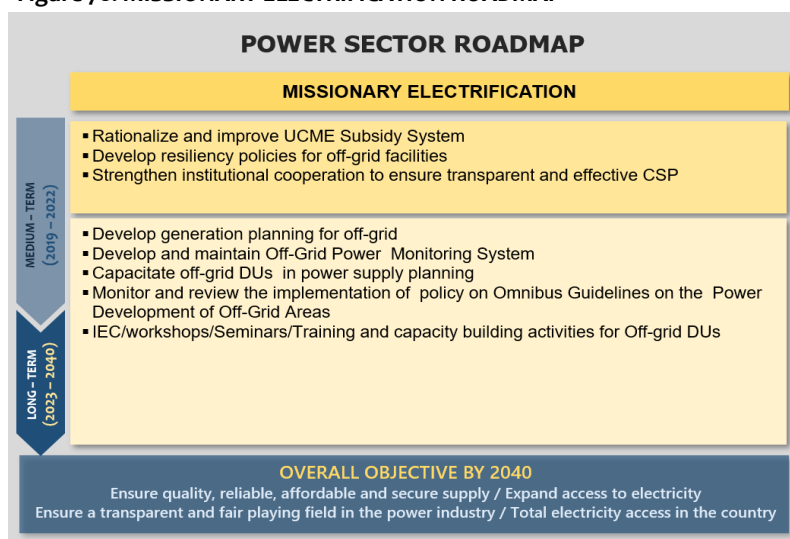 POWER SECTOR ROADMAP
MISSIONARY ELECTRIFICATION
MEDIUM – TERM
(2019 – 2022)
▪ Rationalize and improve UCME Subsidy System
▪ Develop resiliency policies for off-grid facilities
▪ Strengthen institutional cooperation to ensure transparent and effective CSP
▪ Develop generation planning for off-grid
▪ Develop and maintain Off-Grid Power Monitoring System
▪ Capacitate off-grid DUs in power supply planning
▪ Monitor and review the implementation of policy on Omnibus Guidelines on the Power
Development of Off-Grid Areas
▪ IEC/workshops/Seminars/Training and capacity building activities for Off-grid DUs
LONG – TERM
(2023 – 2040)
OVERALL OBJECTIVE BY 2040
Ensure quality, reliable, affordable and secure supply / Expand access to electricity
Ensure a transparent and fair playing field in the power industry / Total electricity access in the country